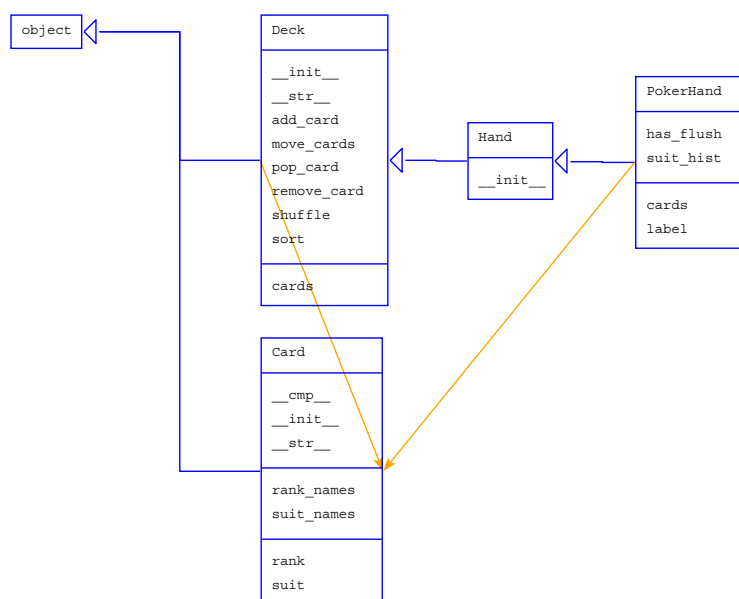 object
Deck
__init__
__str__
add_card
move_cards
pop_card
remove_card
shuffle
sort
cards
Hand
__init__
PokerHand
has_flush
suit_hist
cards
label
Card
__cmp__
__init__
__str__
rank_names
suit_names
rank
suit